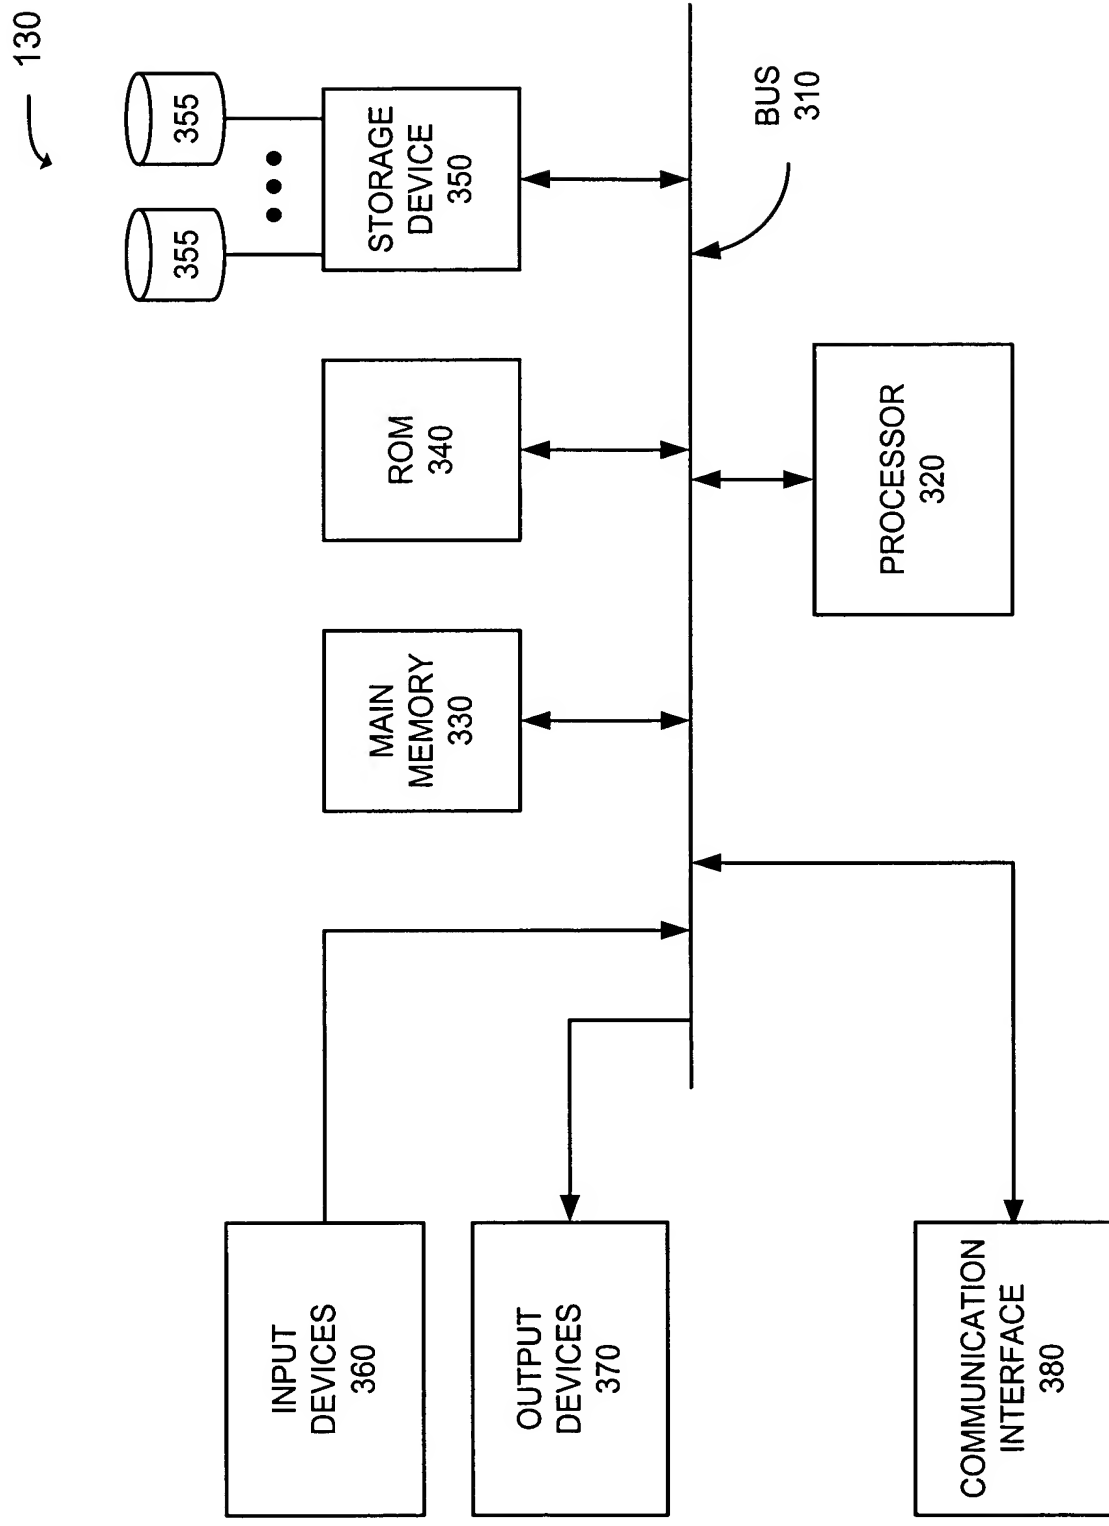 130
355
355
STORAGE
DEVICE
350
ROM
340
MAIN
MEMORY
330
BUS
310
PROCESSOR
320
INPUT
DEVICES
360
OUTPUT
DEVICES
370
COMMUNICATION
INTERFACE
380